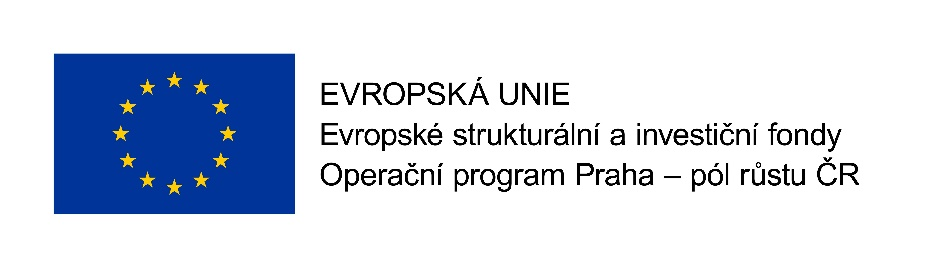 EVROPSKÁ UNIE
Evropské strukturální a investiční fondy
Operační program Praha – pól růstu ČR